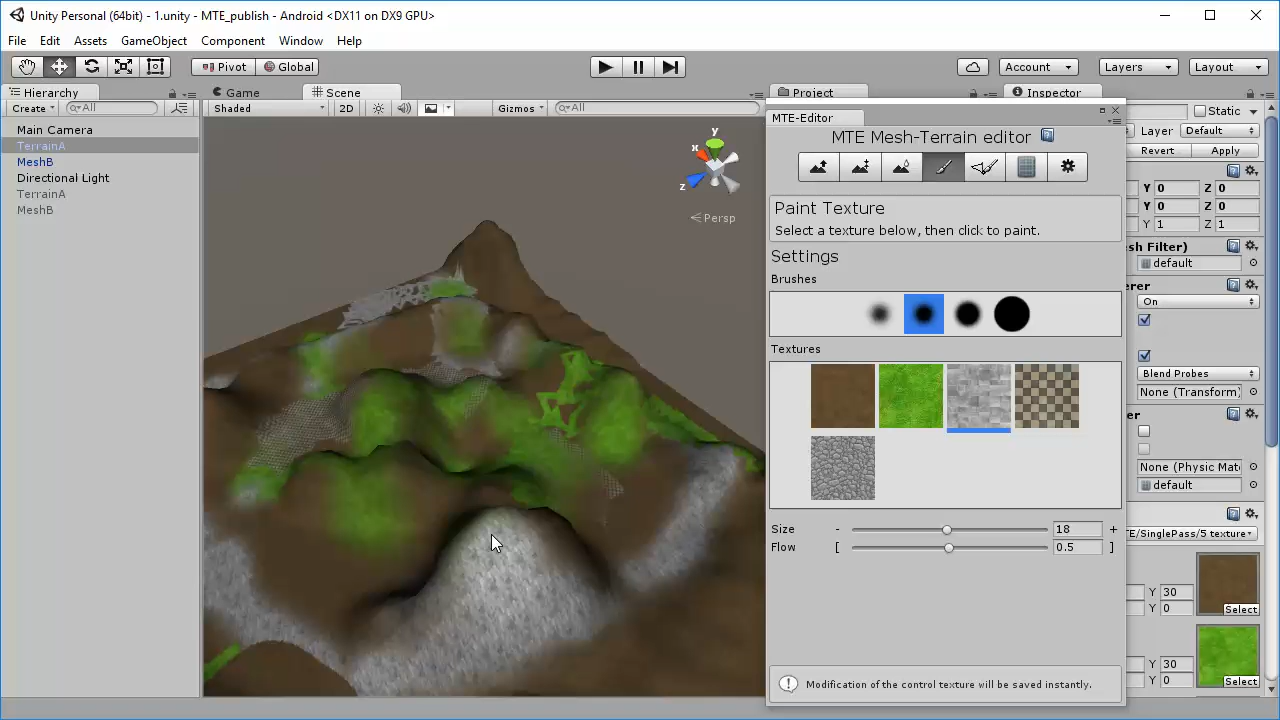 Unity Personal (64bit) - 1.unity - MTE_publish - Android <DX11 on DX9 GPU>
File Edit Assets GameObject Component Window Help
Pivot Global Account Layers Layout
Hierarchy Game Scene Project Inspector
Create All Shaded 2D Gizmos All
MTE-Editor Static
Main Camera
TerrainA
MeshB
Directional Light
TerrainA
MeshB
y
x
z
Persp
MTE Mesh-Terrain editor
Paint Texture
Select a texture below, then click to paint.
Settings
Brushes
Textures
Size - 18 +
Flow [ 0.5 ]
Modification of the control texture will be saved instantly.
Layer Default
Revert Apply
Y 0 Z 0
Y 0 Z 0
Y 1 Z 1
sh Filter)
default
erer
On
Blend Probes
None (Transform)
er
None (Physic Mat
default
TE/SinglePass/5 texture
Y 30
Y 0
Select
Y 30
Y 0
Select